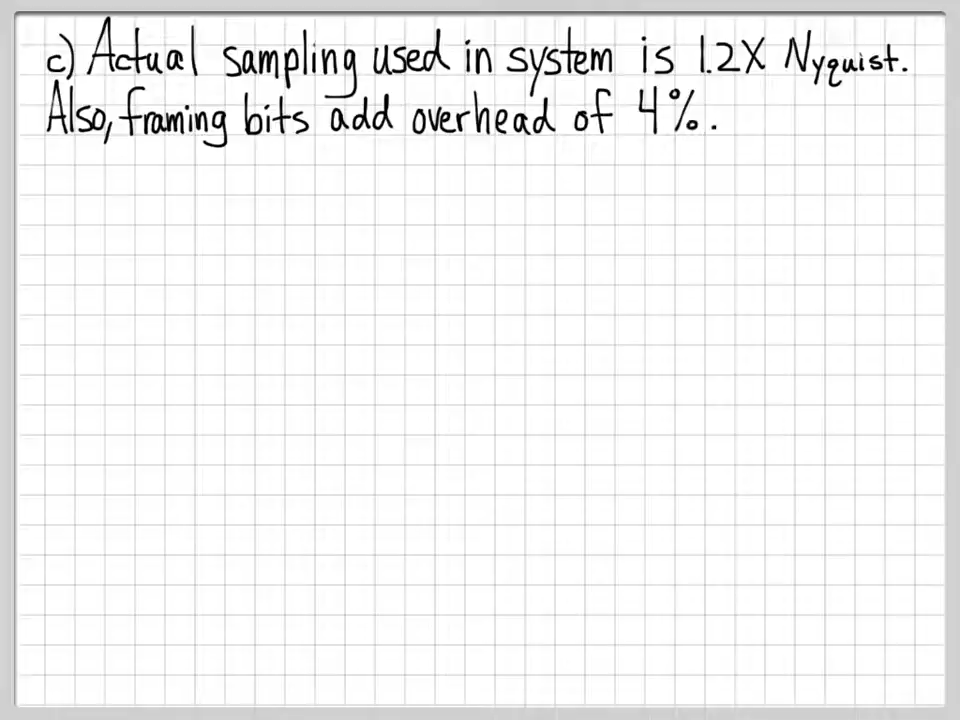 c) Actual sampling used in system is 1.2X Nyquist.
Also, framing bits add overhead of 4%.